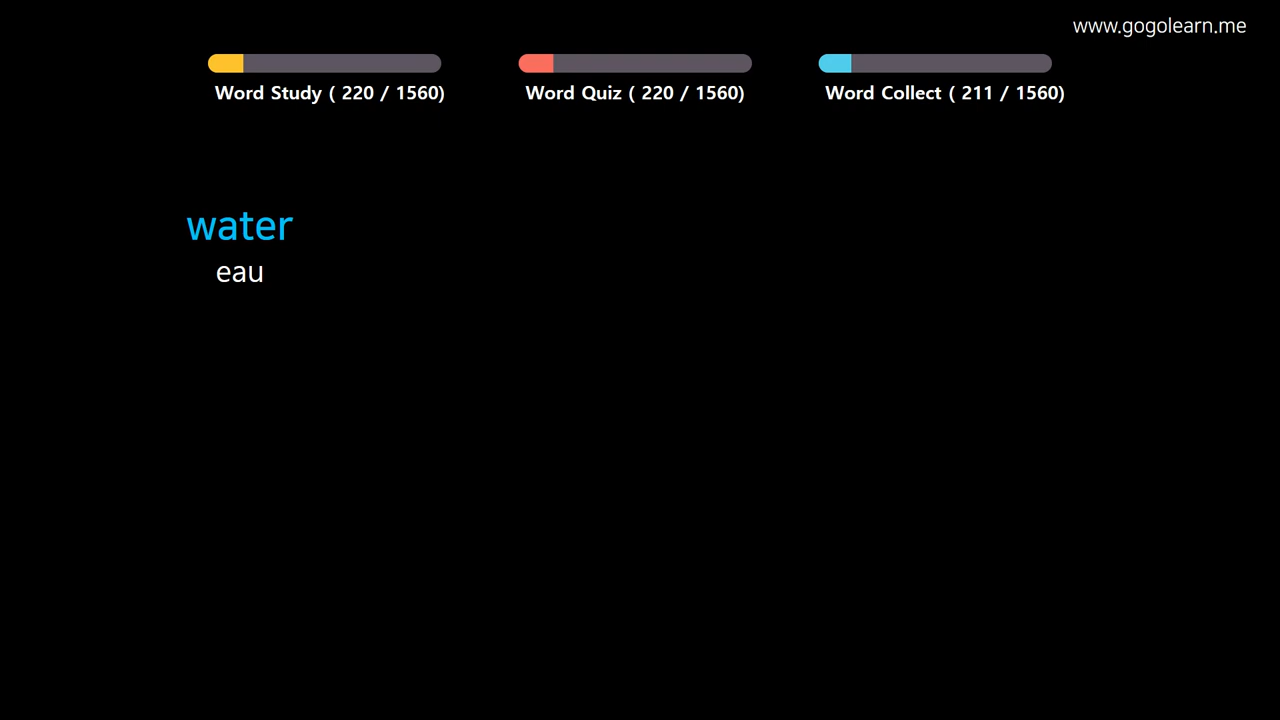 www.gogolearn.me
Word Study ( 220 / 1560)
Word Quiz ( 220 / 1560)
Word Collect ( 211 / 1560)
water
eau